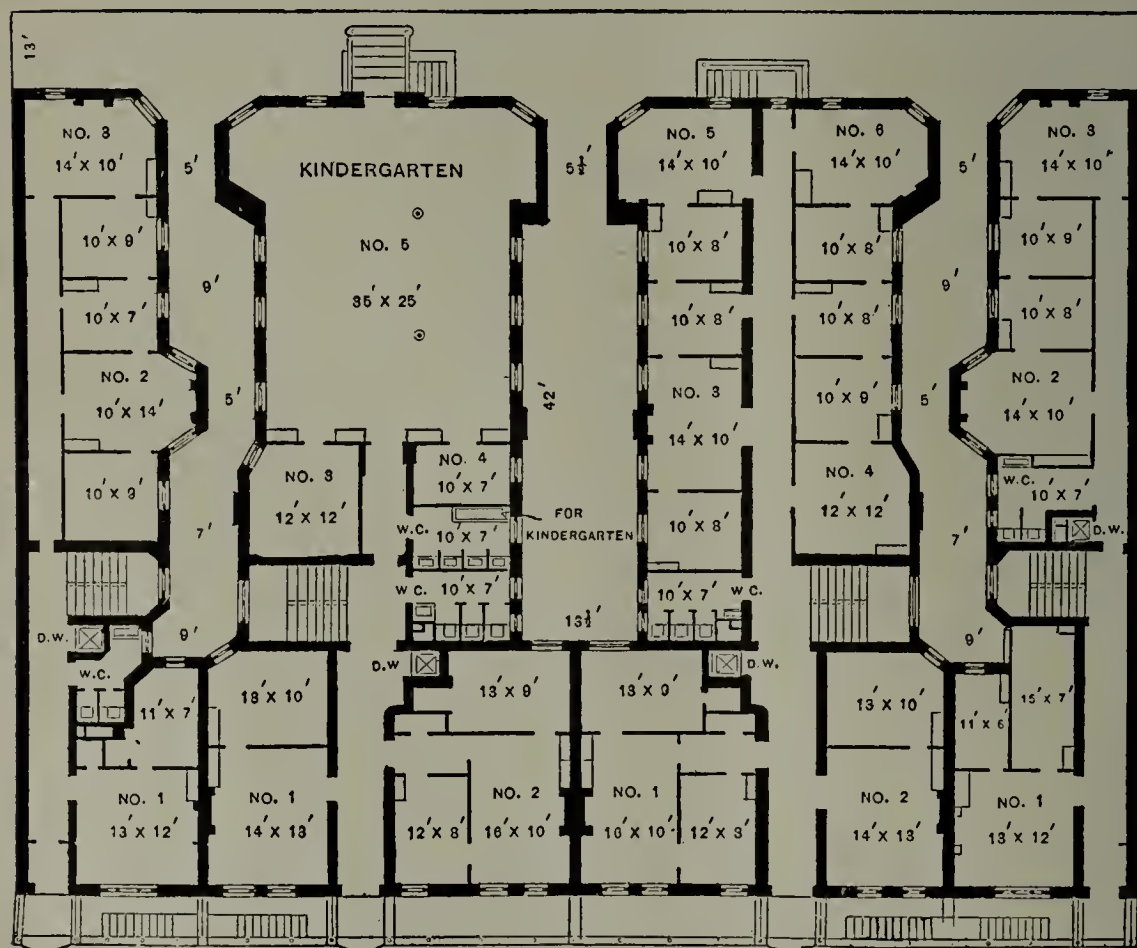 13'
NO. 3
14' X 10'
10' X 9'
10' X 7'
NO. 2
10' X 14'
10' X 9'
D.W.
W.C.
11' X 7'
NO. 1
13' X 12'
5'
9'
5'
7'
9'
KINDERGARTEN
NO. 5
35' X 25'
NO. 3
12' X 12'
NO. 4
10' X 7'
W.C.
10' X 7'
FOR
KINDERGARTEN
W.C.
10' X 7'
13' X 10'
NO. 1
14' X 13'
D.W
13' X 9'
12' X 8'
NO. 2
16' X 10'
42'
13½'
NO. 5
14' X 10'
10' X 8'
10' X 8'
NO. 3
14' X 10'
10' X 8'
10' X 7'
W.C.
D.W.
13' X 9'
NO. 1
16' X 10'
NO. 6
14' X 10'
10' X 8'
10' X 8'
10' X 9'
NO. 4
12' X 12'
13' X 10'
NO. 2
14' X 13'
5'
9'
5'
7'
9'
NO. 3
14' X 10'
10' X 9'
10' X 8'
NO. 2
14' X 10'
W.C.
10' X 7'
D.W.
11' X 6'
15' X 7'
NO. 1
13' X 12'